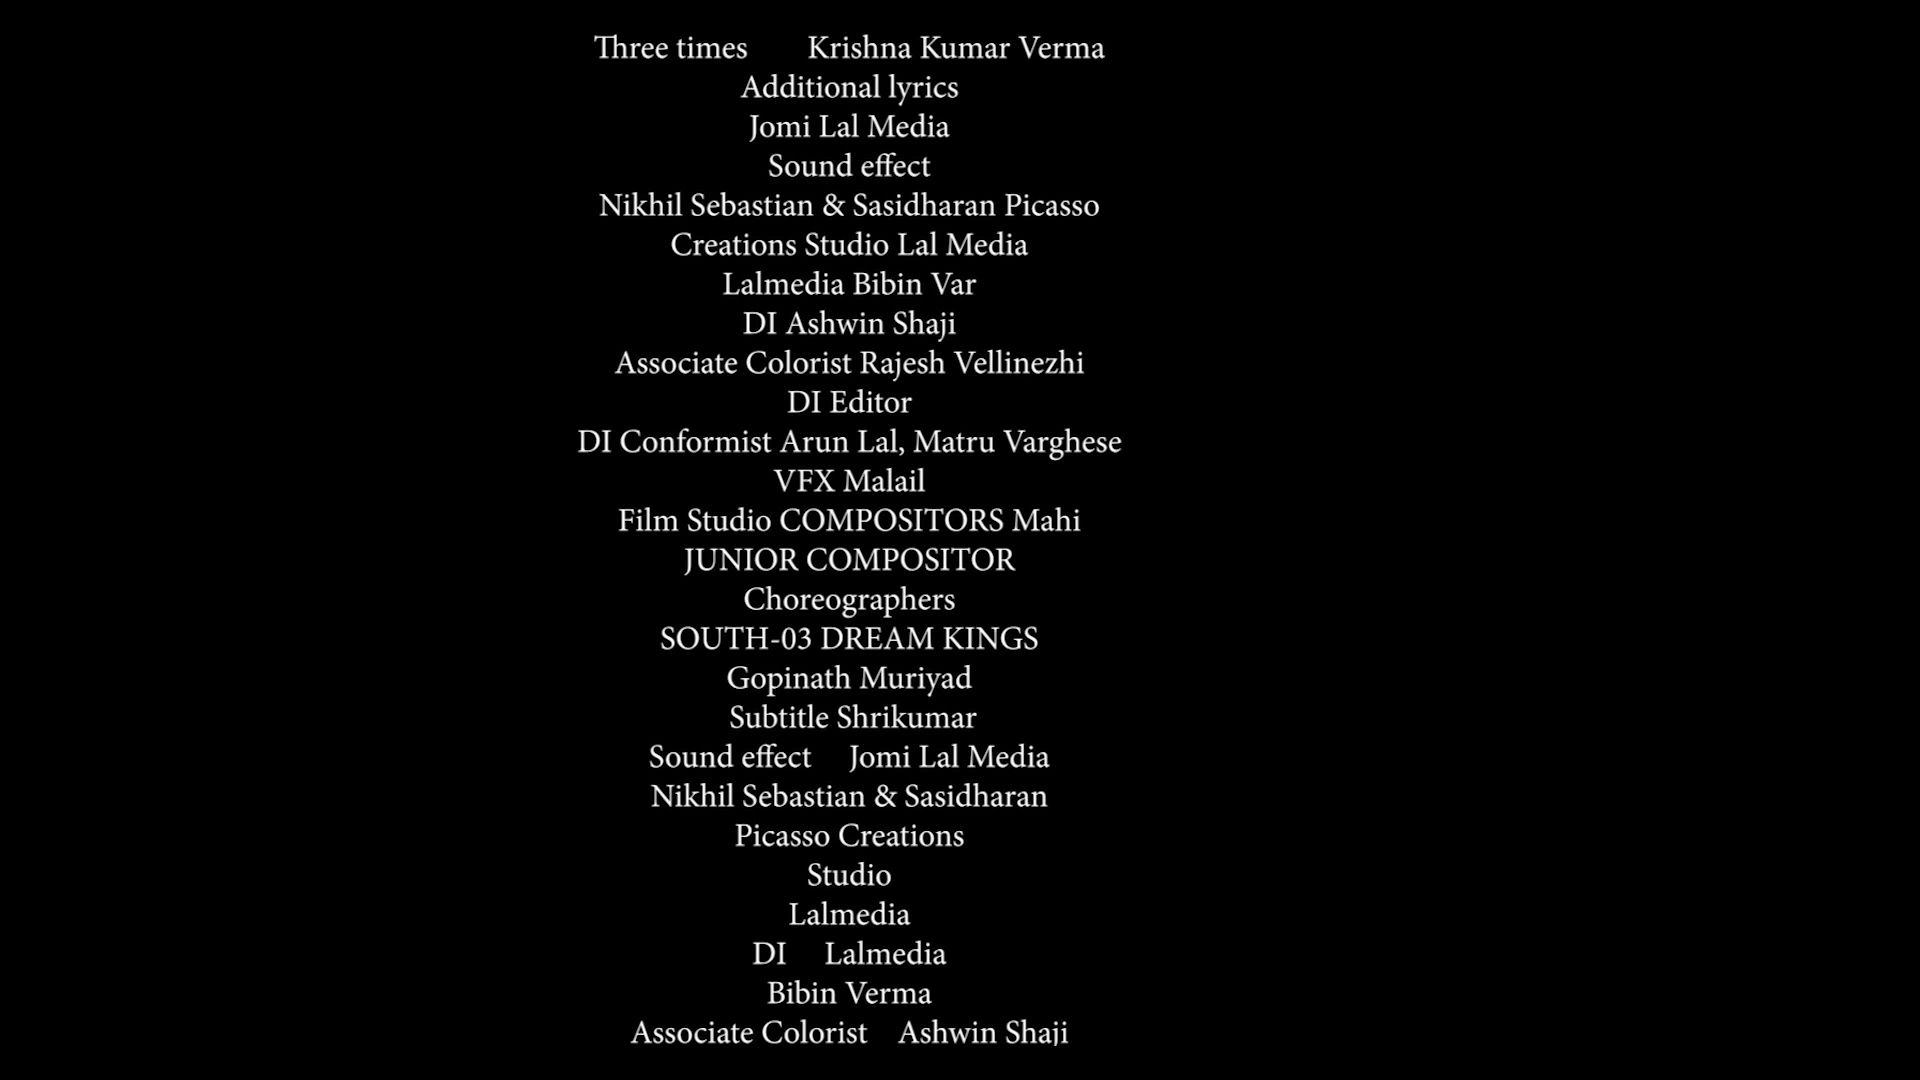 Three times Krishna Kumar Verma
Additional lyrics
Jomi Lal Media
Sound effect
Nikhil Sebastian & Sasidharan Picasso
Creations Studio Lal Media
Lalmedia Bibin Var
DI Ashwin Shaji
Associate Colorist Rajesh Vellinezhi
DI Editor
DI Conformist Arun Lal, Matru Varghese
VFX Malail
Film Studio COMPOSITORS Mahi
JUNIOR COMPOSITOR
Choreographers
SOUTH-03 DREAM KINGS
Gopinath Muriyad
Subtitle Shrikumar
Sound effect Jomi Lal Media
Nikhil Sebastian & Sasidharan
Picasso Creations
Studio
Lalmedia
DI Lalmedia
Bibin Verma
Associate Colorist Ashwin Shaji